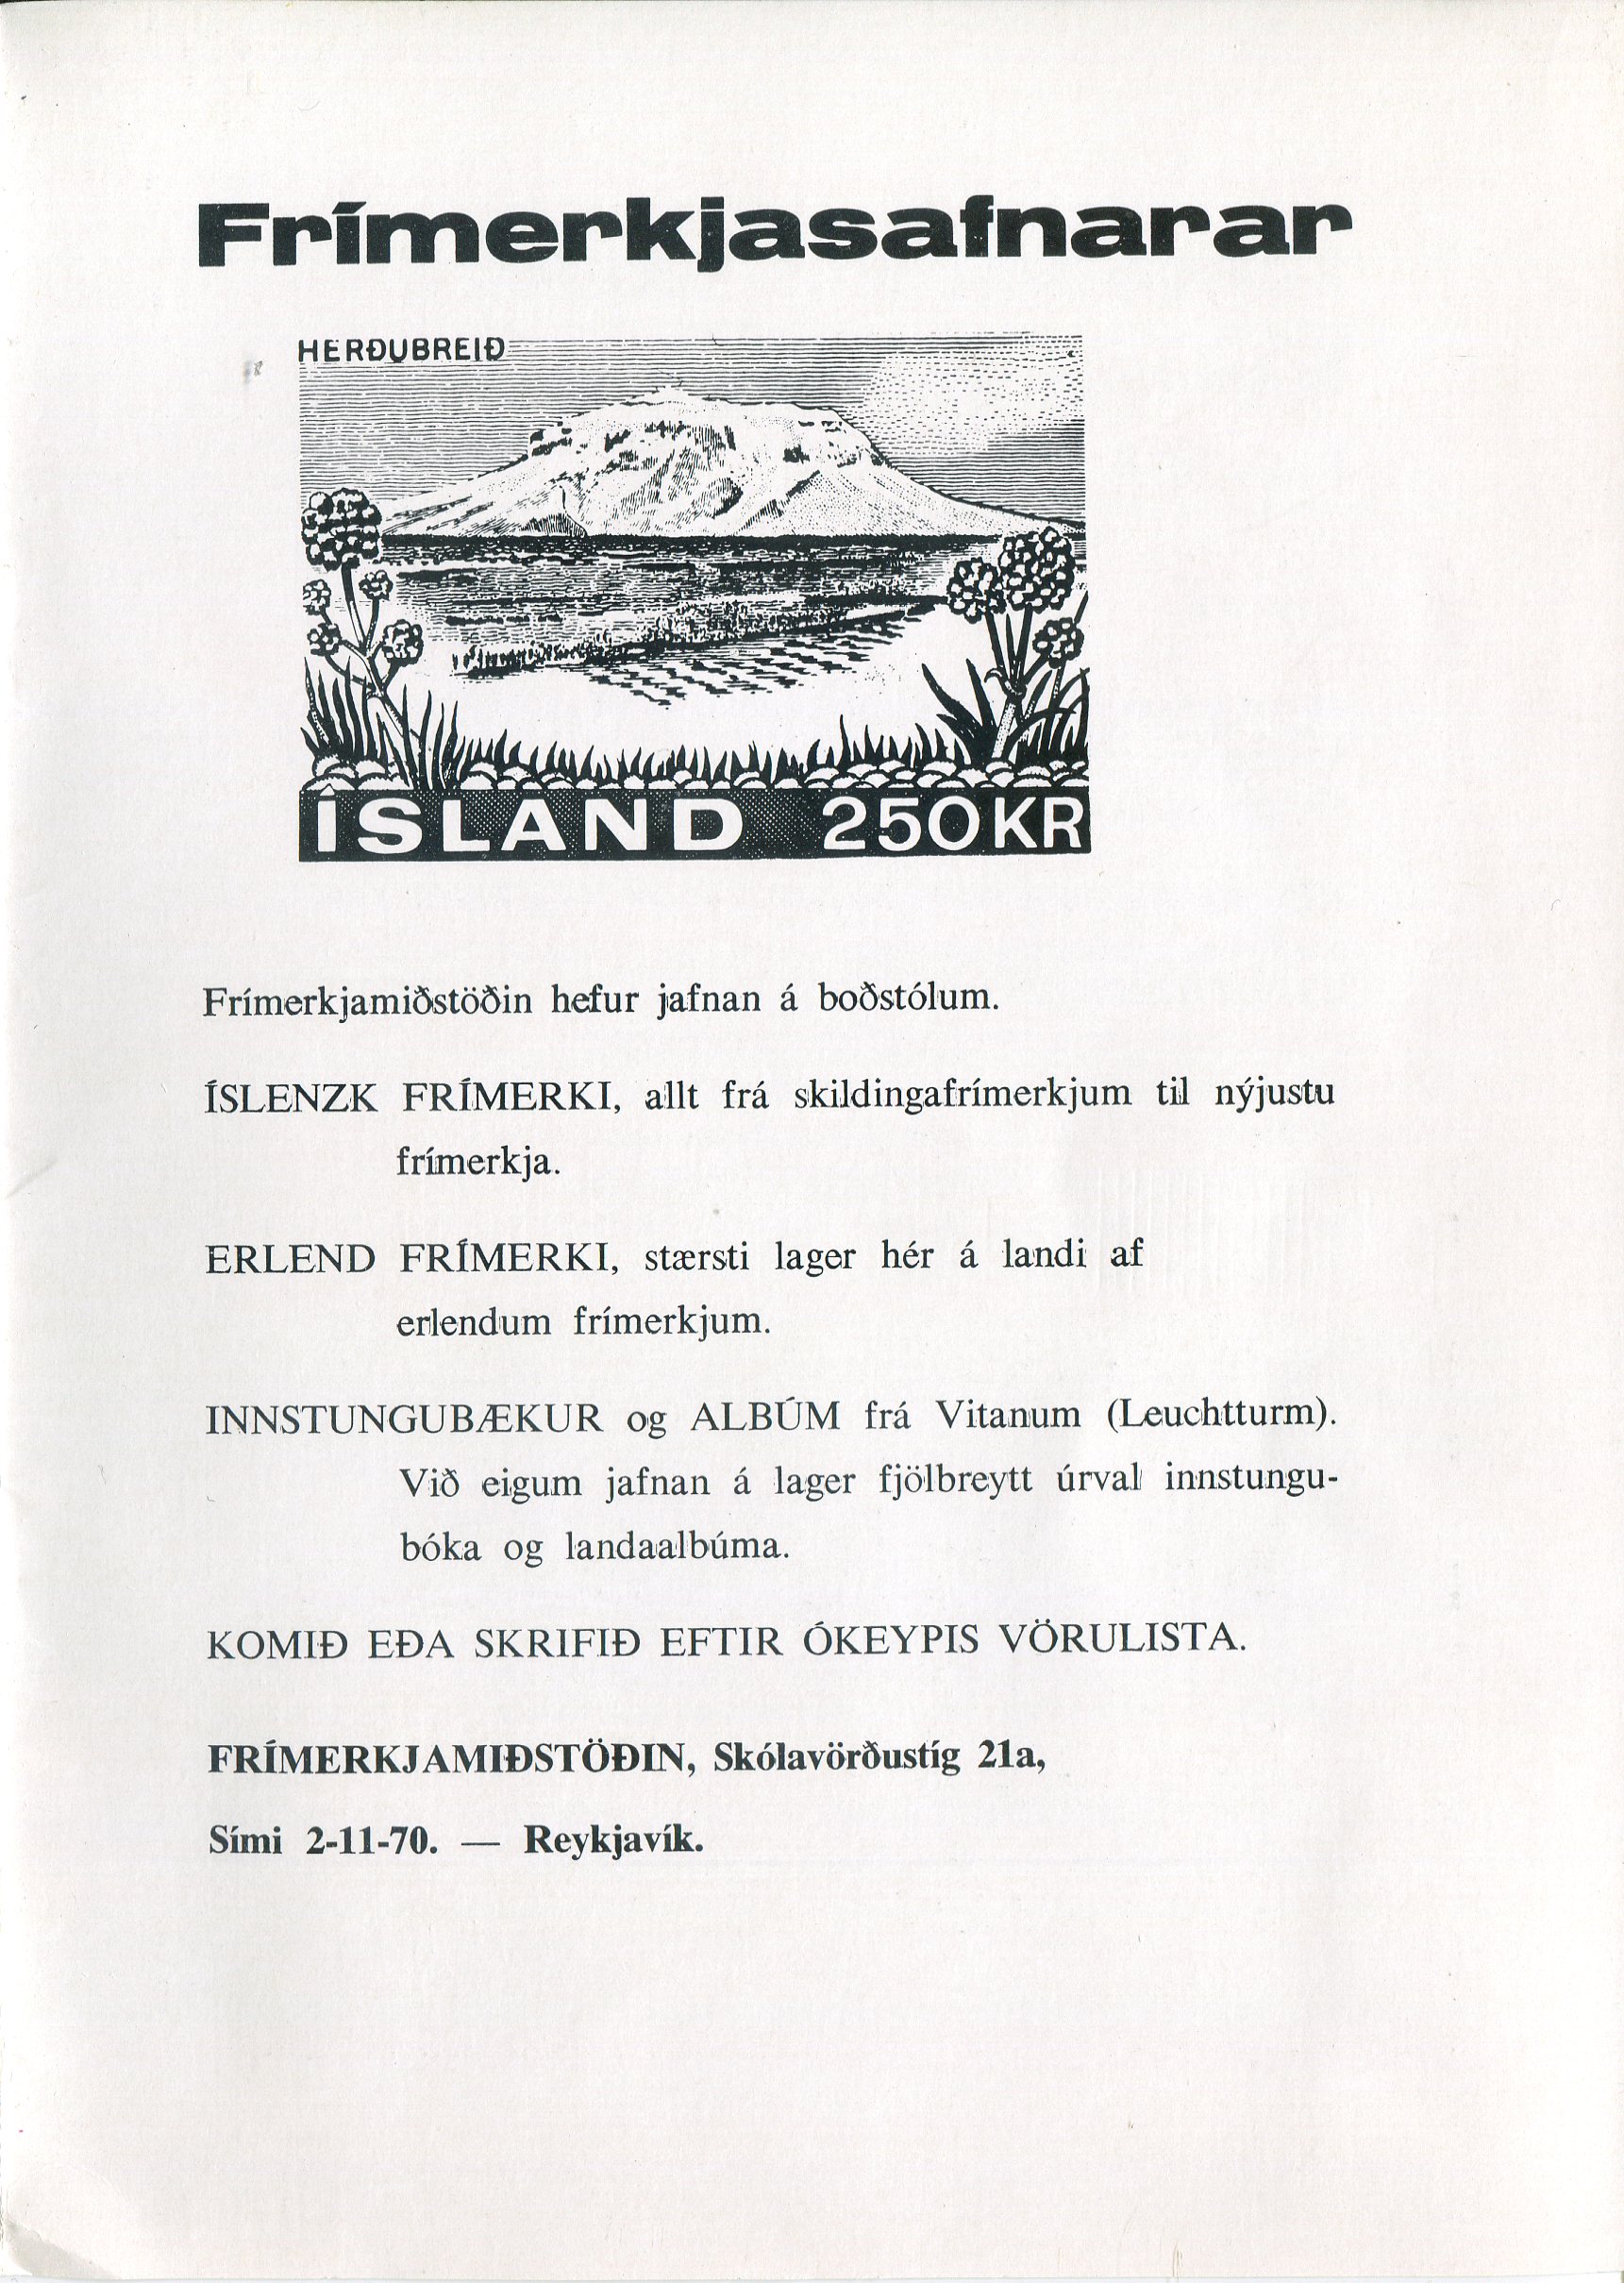 Frímerkjasafnarar
HERÐUBREIÐ
ÍSLAND 250KR
Frímerkjamiðstöðin hefur jafnan á boðstólum.
ÍSLENZK FRÍMERKI, allt frá skildingafrímerkjum til nýjustu
frímerkja.
ERLEND FRÍMERKI, stærsti lager hér á landi af
erlendum frímerkjum.
INNSTUNGUBÆKUR og ALBÚM frá Vitanum (Leuchtturm).
Við eigum jafnan á lager fjölbreytt úrval innstungu-
bóka og landaalbúma.
KOMIÐ EÐA SKRIFIÐ EFTIR ÓKEYPIS VÖRULISTA.
FRÍMERKJAMIÐSTÖÐIN, Skólavörðustíg 21a,
Sími 2-11-70. — Reykjavík.